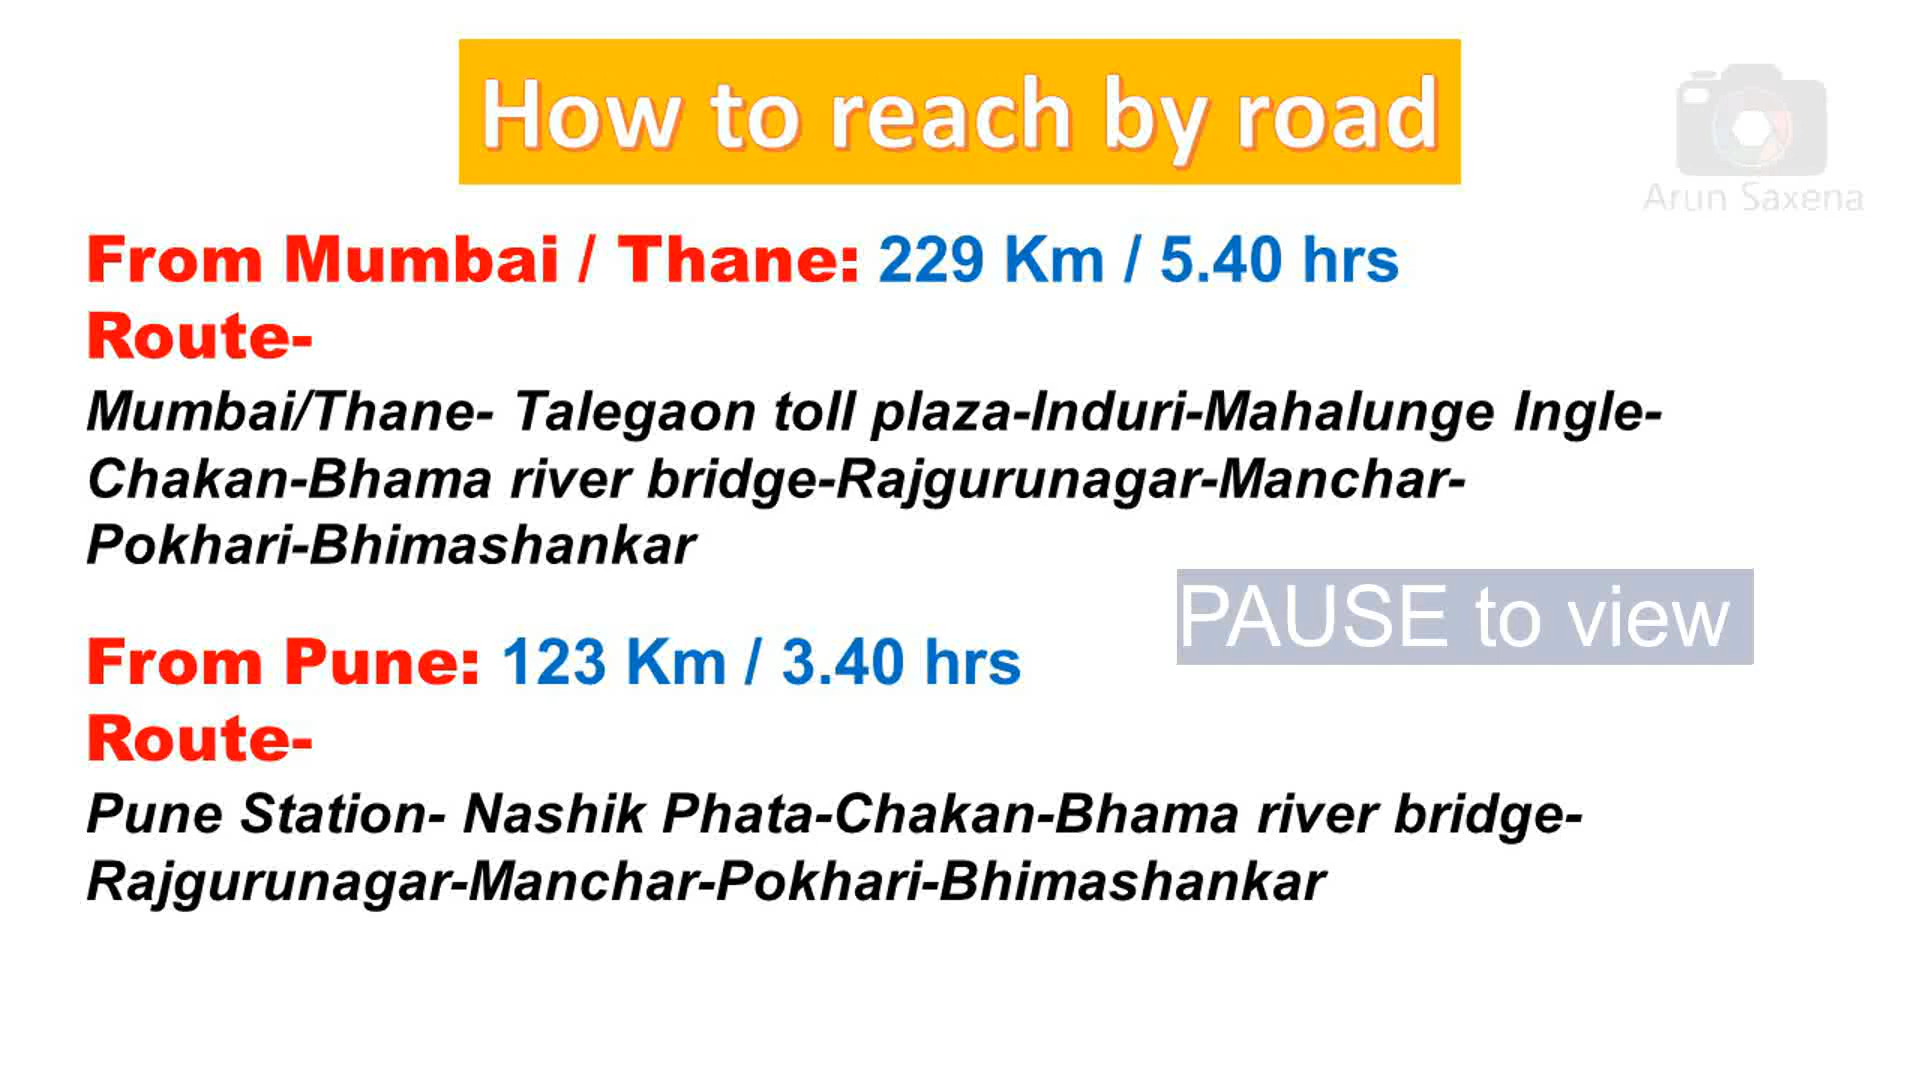 How to reach by road
Arun Saxena
From Mumbai / Thane: 229 Km / 5.40 hrs
Route-
Mumbai/Thane- Talegaon toll plaza-Induri-Mahalunge Ingle-
Chakan-Bhama river bridge-Rajgurunagar-Manchar-
Pokhari-Bhimashankar
PAUSE to view
From Pune: 123 Km / 3.40 hrs
Route-
Pune Station- Nashik Phata-Chakan-Bhama river bridge-
Rajgurunagar-Manchar-Pokhari-Bhimashankar